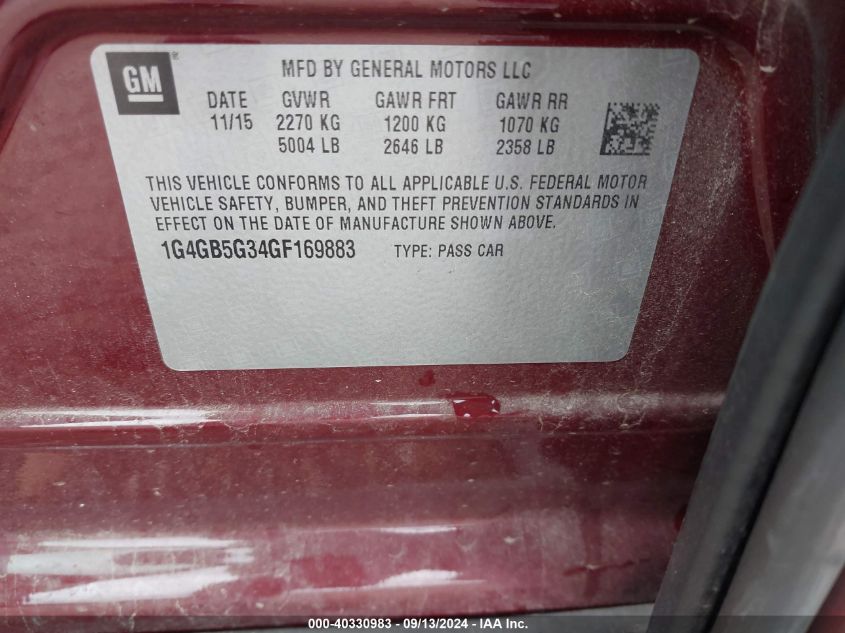 GM
MFD BY GENERAL MOTORS LLC
DATE GVWR GAWR FRT GAWR RR
11/15 2270 KG 1200 KG 1070 KG
5004 LB 2646 LB 2358 LB
THIS VEHICLE CONFORMS TO ALL APPLICABLE U.S. FEDERAL MOTOR
VEHICLE SAFETY, BUMPER, AND THEFT PREVENTION STANDARDS IN
EFFECT ON THE DATE OF MANUFACTURE SHOWN ABOVE.
1G4GB5G34GF169883 TYPE: PASS CAR
000-40330983 - 09/13/2024 - IAA Inc.